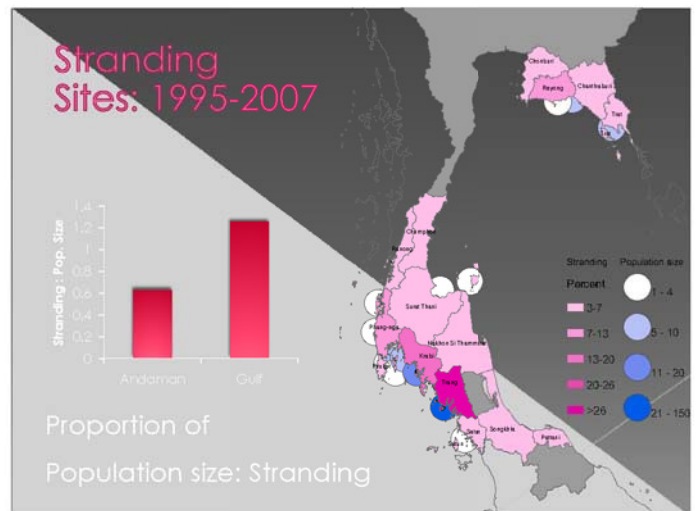 Stranding
Sites: 1995-2007
Stranding : Pop. Size
1.4
1.2
1
0.8
0.6
0.4
0.2
0
Andaman
Gulf
Proportion of
Population size: Stranding
Chonburi
Rayong
Chanthaburi
Trat
Chumphon
Ranong
Surat Thani
Phang-nga
Nakhon Si Thammarat
Krabi
Phuket
Trang
Satun
Songkhla
Pattani
Stranding
Percent
3-7
7-13
13-20
20-26
>26
Population size
1 - 4
5 - 10
11 - 20
21 - 150